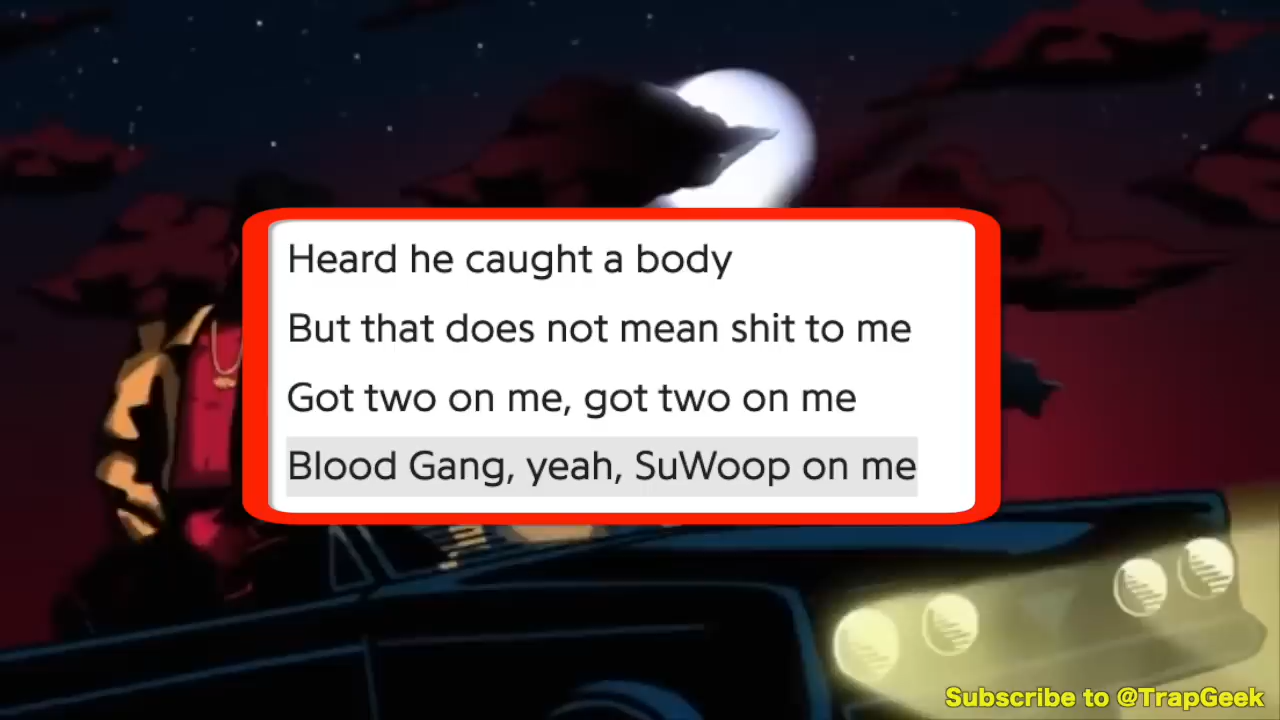 Heard he caught a body
But that does not mean shit to me
Got two on me, got two on me
Blood Gang, yeah, SuWoop on me
Subscribe to @TrapGeek